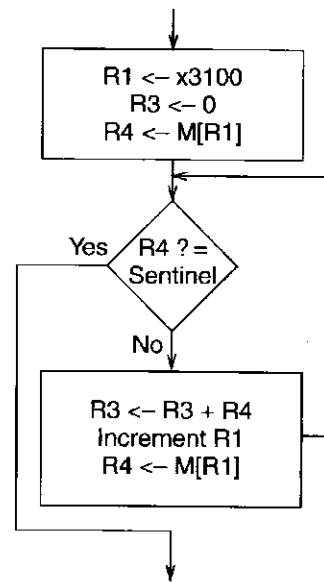 R1 <– x3100
R3 <– 0
R4 <– M[R1]
Yes
R4 ?=
Sentinel
No
R3 <– R3 + R4
Increment R1
R4 <– M[R1]